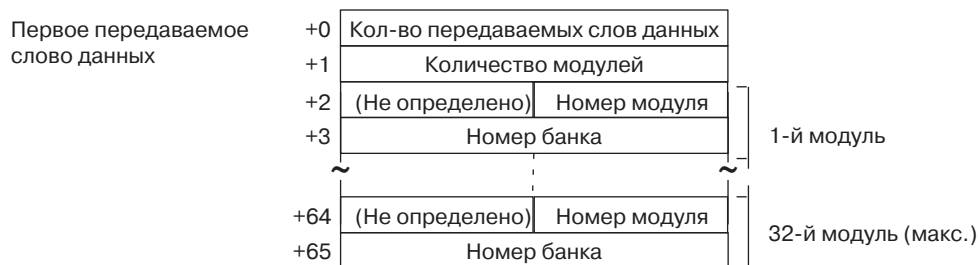 Первое передаваемое
слово данных
+0 Кол-во передаваемых слов данных
+1 Количество модулей
+2 (Не определено) Номер модуля
+3 Номер банка
1-й модуль
~ ~
+64 (Не определено) Номер модуля
+65 Номер банка
32-й модуль (макс.)